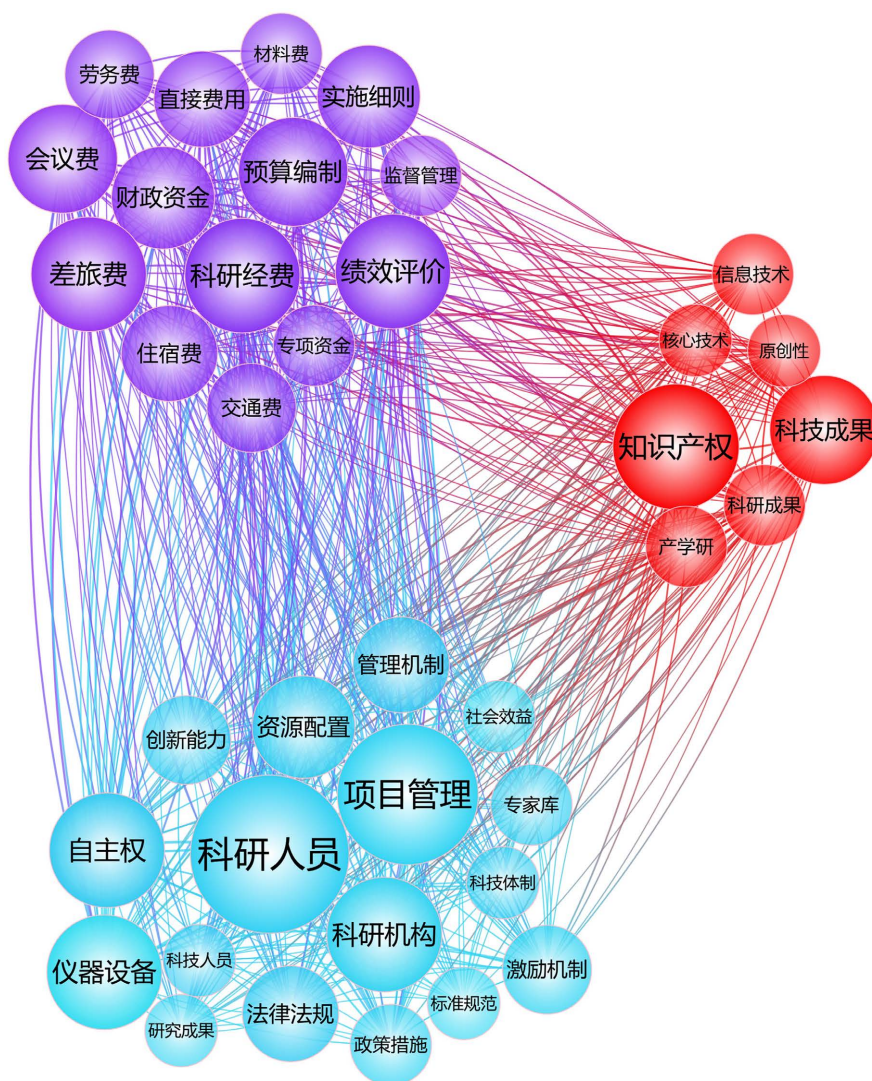 材料费
劳务费
直接费用
实施细则
会议费
预算编制
监督管理
财政资金
差旅费
科研经费
绩效评价
住宿费
专项资金
交通费
信息技术
核心技术
原创性
知识产权
科技成果
科研成果
产学研
管理机制
社会效益
创新能力
资源配置
项目管理
专家库
自主权
科研人员
科技体制
科研机构
仪器设备
科技人员
激励机制
标准规范
法律法规
研究成果
政策措施